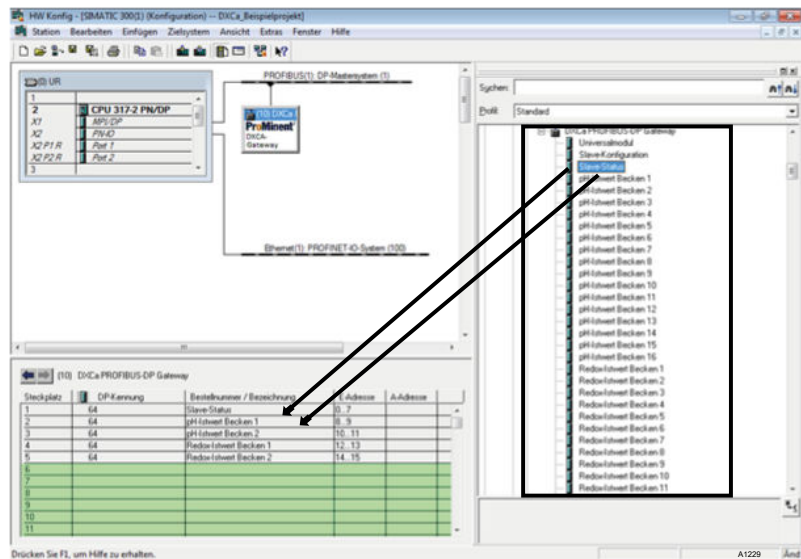 HW Konfig - [SIMATIC 300(1) (Konfiguration) -- DXCa_Beispielprojekt]
Station Bearbeiten Einfügen Zielsystem Ansicht Extras Fenster Hilfe
(0) UR
1
2 CPU 317-2 PN/DP
X1 MPI/DP
X2 PN-IO
X2 P1 R Port 1
X2 P2 R Port 2
3
PROFIBUS(1): DP-Mastersystem (1)
(10) DXCa
ProMinent
DXCA-
Gateway
Ethernet(1): PROFINET-IO-System (100)
Suchen:
Profil: Standard
DXCa PROFIBUS-DP Gateway
Universalmodul
Slave-Konfiguration
Slave-Status
pH-Istwert Becken 1
pH-Istwert Becken 2
pH-Istwert Becken 3
pH-Istwert Becken 4
pH-Istwert Becken 5
pH-Istwert Becken 6
pH-Istwert Becken 7
pH-Istwert Becken 8
pH-Istwert Becken 9
pH-Istwert Becken 10
pH-Istwert Becken 11
pH-Istwert Becken 12
pH-Istwert Becken 13
pH-Istwert Becken 14
pH-Istwert Becken 15
pH-Istwert Becken 16
Redox-Istwert Becken 1
Redox-Istwert Becken 2
Redox-Istwert Becken 3
Redox-Istwert Becken 4
Redox-Istwert Becken 5
Redox-Istwert Becken 6
Redox-Istwert Becken 7
Redox-Istwert Becken 8
Redox-Istwert Becken 9
Redox-Istwert Becken 10
Redox-Istwert Becken 11
(10) DXCa PROFIBUS-DP Gateway
Steckplatz DP-Kennung Bestellnummer / Bezeichnung E-Adresse A-Adresse
1 64 Slave-Status 0...7
2 64 pH-Istwert Becken 1 8...9
3 64 pH-Istwert Becken 2 10...11
4 64 Redox-Istwert Becken 1 12...13
5 64 Redox-Istwert Becken 2 14...15
6
7
8
9
10
11
Drücken Sie F1, um Hilfe zu erhalten.
A1229
Änd